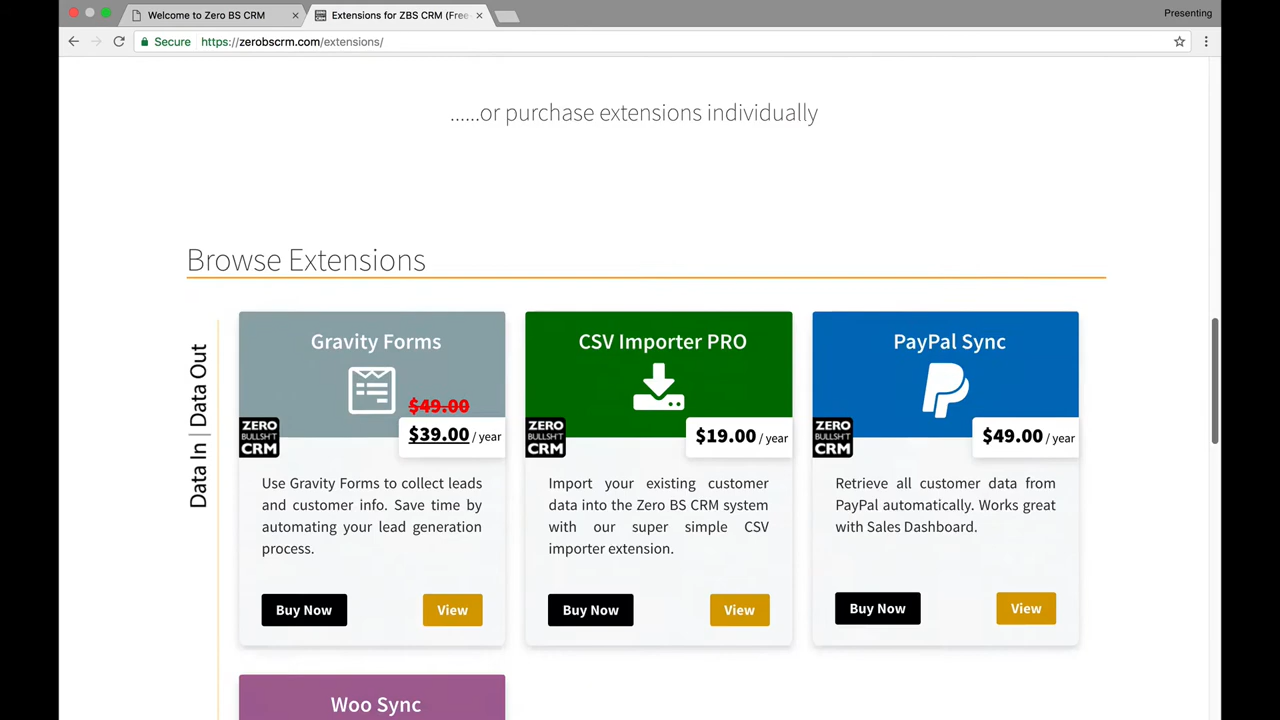 Welcome to Zero BS CRM
Extensions for ZBS CRM (Free
Presenting
Secure
https://zerobscrm.com/extensions/
......or purchase extensions individually
Browse Extensions
Data In | Data Out
Gravity Forms
$49.00
ZERO
BULLSH*T
CRM
$39.00 / year
Use Gravity Forms to collect leads
and customer info. Save time by
automating your lead generation
process.
Buy Now
View
CSV Importer PRO
ZERO
BULLSH*T
CRM
$19.00 / year
Import your existing customer
data into the Zero BS CRM system
with our super simple CSV
importer extension.
Buy Now
View
PayPal Sync
ZERO
BULLSH*T
CRM
$49.00 / year
Retrieve all customer data from
PayPal automatically. Works great
with Sales Dashboard.
Buy Now
View
Woo Sync